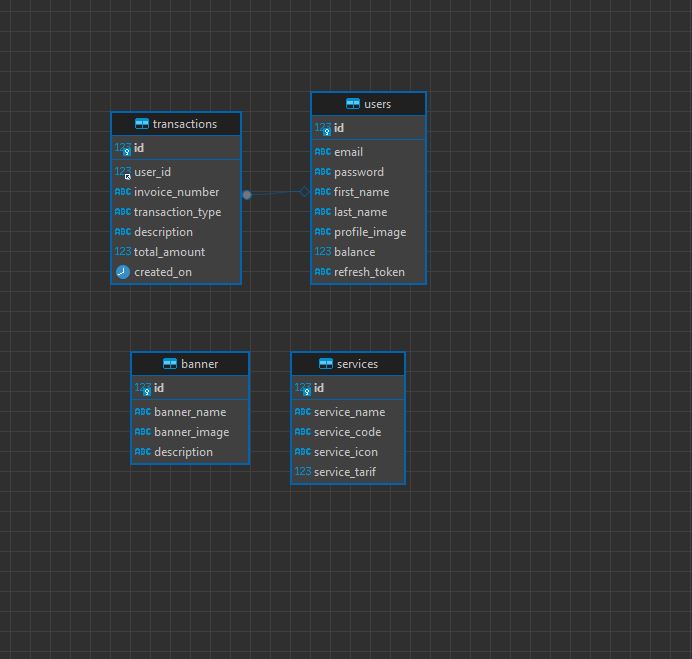 transactions
123 id
123 user_id
ABC invoice_number
ABC transaction_type
ABC description
123 total_amount
created_on
users
123 id
ABC email
ABC password
ABC first_name
ABC last_name
ABC profile_image
123 balance
ABC refresh_token
banner
123 id
ABC banner_name
ABC banner_image
ABC description
services
123 id
ABC service_name
ABC service_code
ABC service_icon
123 service_tarif